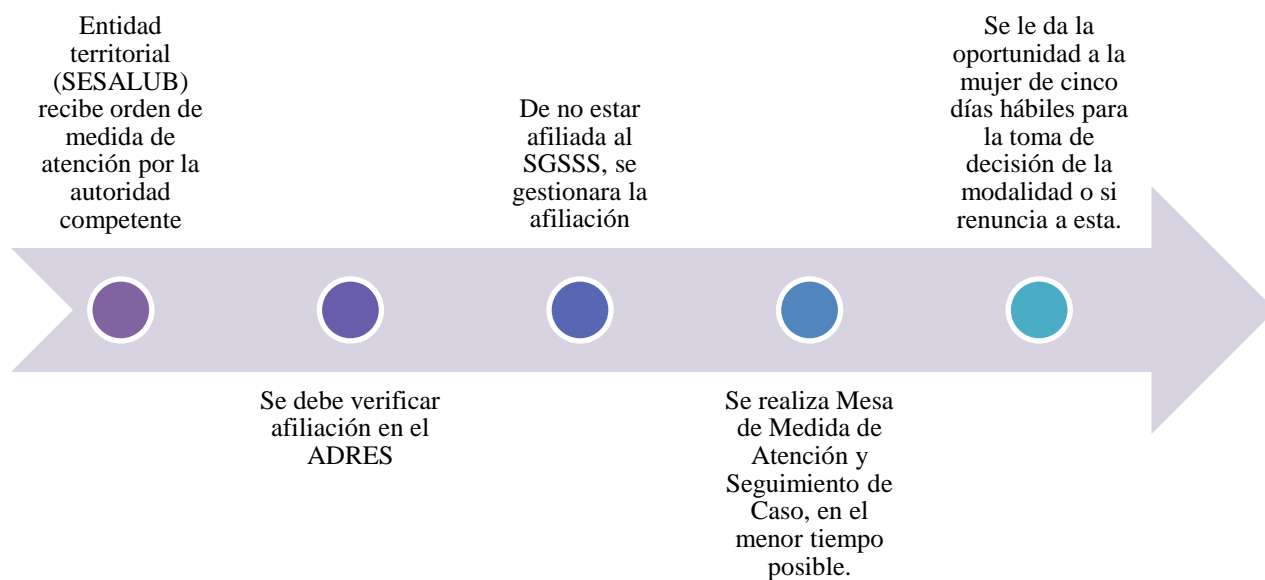 Entidad
territorial
(SESALUB)
recibe orden de
medida de
atención por la
autoridad
competente
Se debe verificar
afiliación en el
ADRES
De no estar
afiliada al
SGSSS, se
gestionara la
afiliación
Se realiza Mesa
de Medida de
Atención y
Seguimiento de
Caso, en el
menor tiempo
posible.
Se le da la
oportunidad a la
mujer de cinco
días hábiles para
la toma de
decisión de la
modalidad o si
renuncia a esta.